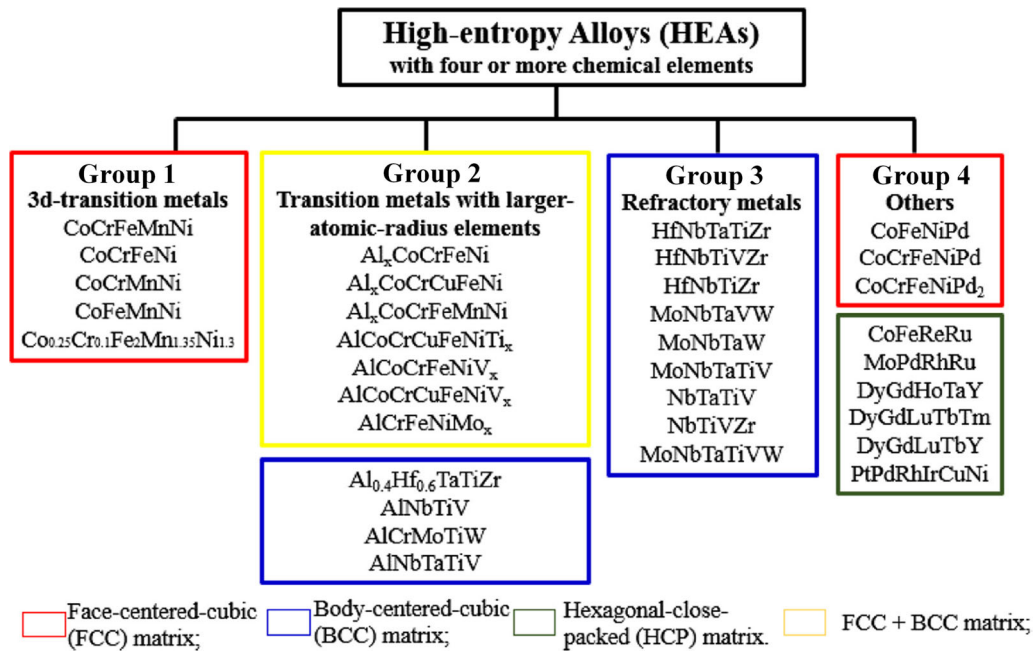 High-entropy Alloys (HEAs)
with four or more chemical elements
Group 1
3d-transition metals
CoCrFeMnNi
CoCrFeNi
CoCrMnNi
CoFeMnNi
Co₀.₂₅Cr₀.₁Fe₂Mn₁.₃₅Ni₁.₃
Group 2
Transition metals with larger-
atomic-radius elements
AlₓCoCrFeNi
AlₓCoCrCuFeNi
AlₓCoCrFeMnNi
AlCoCrCuFeNiTiₓ
AlCoCrFeNiVₓ
AlCoCrCuFeNiVₓ
AlCrFeNiMoₓ
Al₀.₄Hf₀.₆TaTiZr
AlNbTiV
AlCrMoTiW
AlNbTaTiV
Group 3
Refractory metals
HfNbTaTiZr
HfNbTiVZr
HfNbTiZr
MoNbTaVW
MoNbTaW
MoNbTaTiV
NbTaTiV
NbTiVZr
MoNbTaTiVW
Group 4
Others
CoFeNiPd
CoCrFeNiPd
CoCrFeNiPd₂
CoFeReRu
MoPdRhRu
DyGdHoTaY
DyGdLuTbTm
DyGdLuTbY
PtPdRhIrCuNi
Face-centered-cubic
(FCC) matrix;
Body-centered-cubic
(BCC) matrix;
Hexagonal-close-
packed (HCP) matrix.
FCC + BCC matrix;